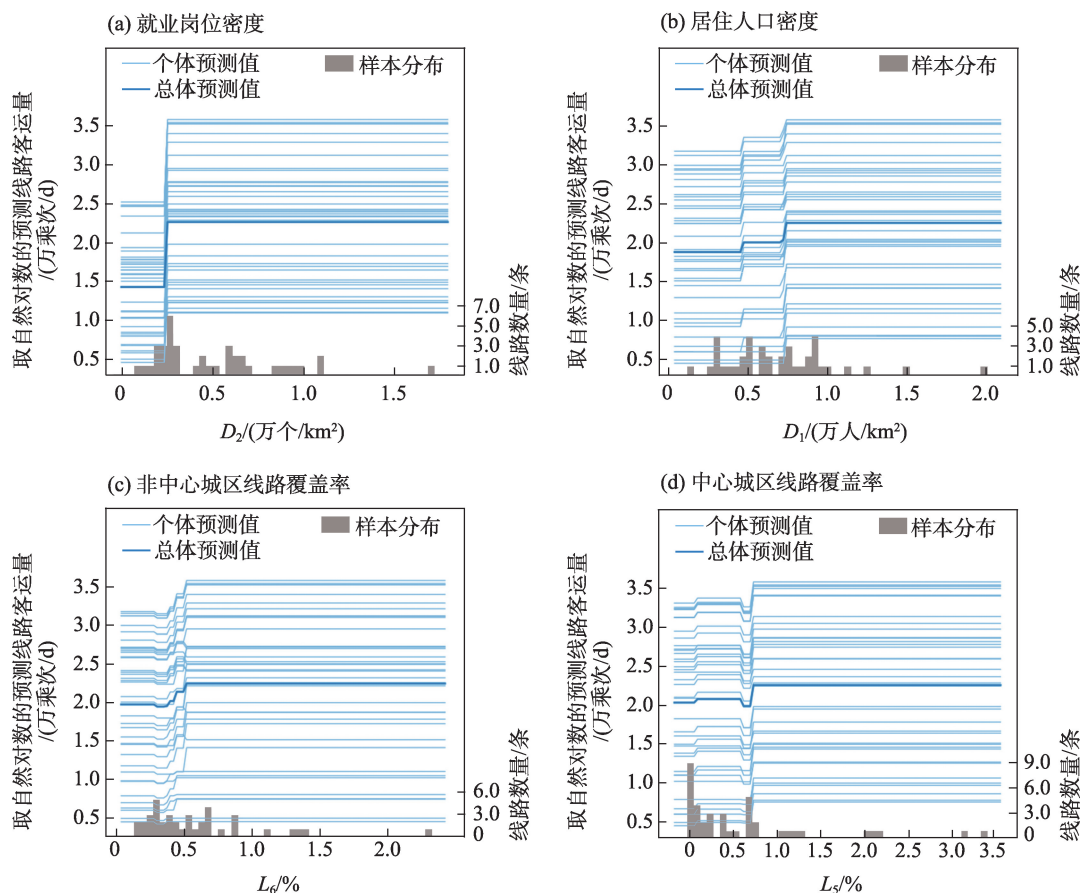 (a) 就业岗位密度
个体预测值
样本分布
总体预测值
取自然对数的预测线路客运量
/(万乘次/d)
3.5
3.0
2.5
2.0
1.5
1.0
0.5
7.0
6.0
3.0
1.0
线路数量/条
0 0.5 1.0 1.5
D₂/(万个/km²)
(b) 居住人口密度
个体预测值
样本分布
总体预测值
取自然对数的预测线路客运量
/(万乘次/d)
3.5
3.0
2.5
2.0
1.5
1.0
0.5
5.0
3.0
1.0
线路数量/条
0 0.5 1.0 1.5 2.0
D₁/(万人/km²)
(c) 非中心城区线路覆盖率
个体预测值
样本分布
总体预测值
取自然对数的预测线路客运量
/(万乘次/d)
3.5
3.0
2.5
2.0
1.5
1.0
0.5
6.0
3.0
0
线路数量/条
0 0.5 1.0 1.5 2.0
L₆/%
(d) 中心城区线路覆盖率
个体预测值
样本分布
总体预测值
取自然对数的预测线路客运量
/(万乘次/d)
3.5
3.0
2.5
2.0
1.5
1.0
0.5
9.0
6.0
3.0
0
线路数量/条
0 0.5 1.0 1.5 2.0 2.5 3.0 3.5
L₅/%